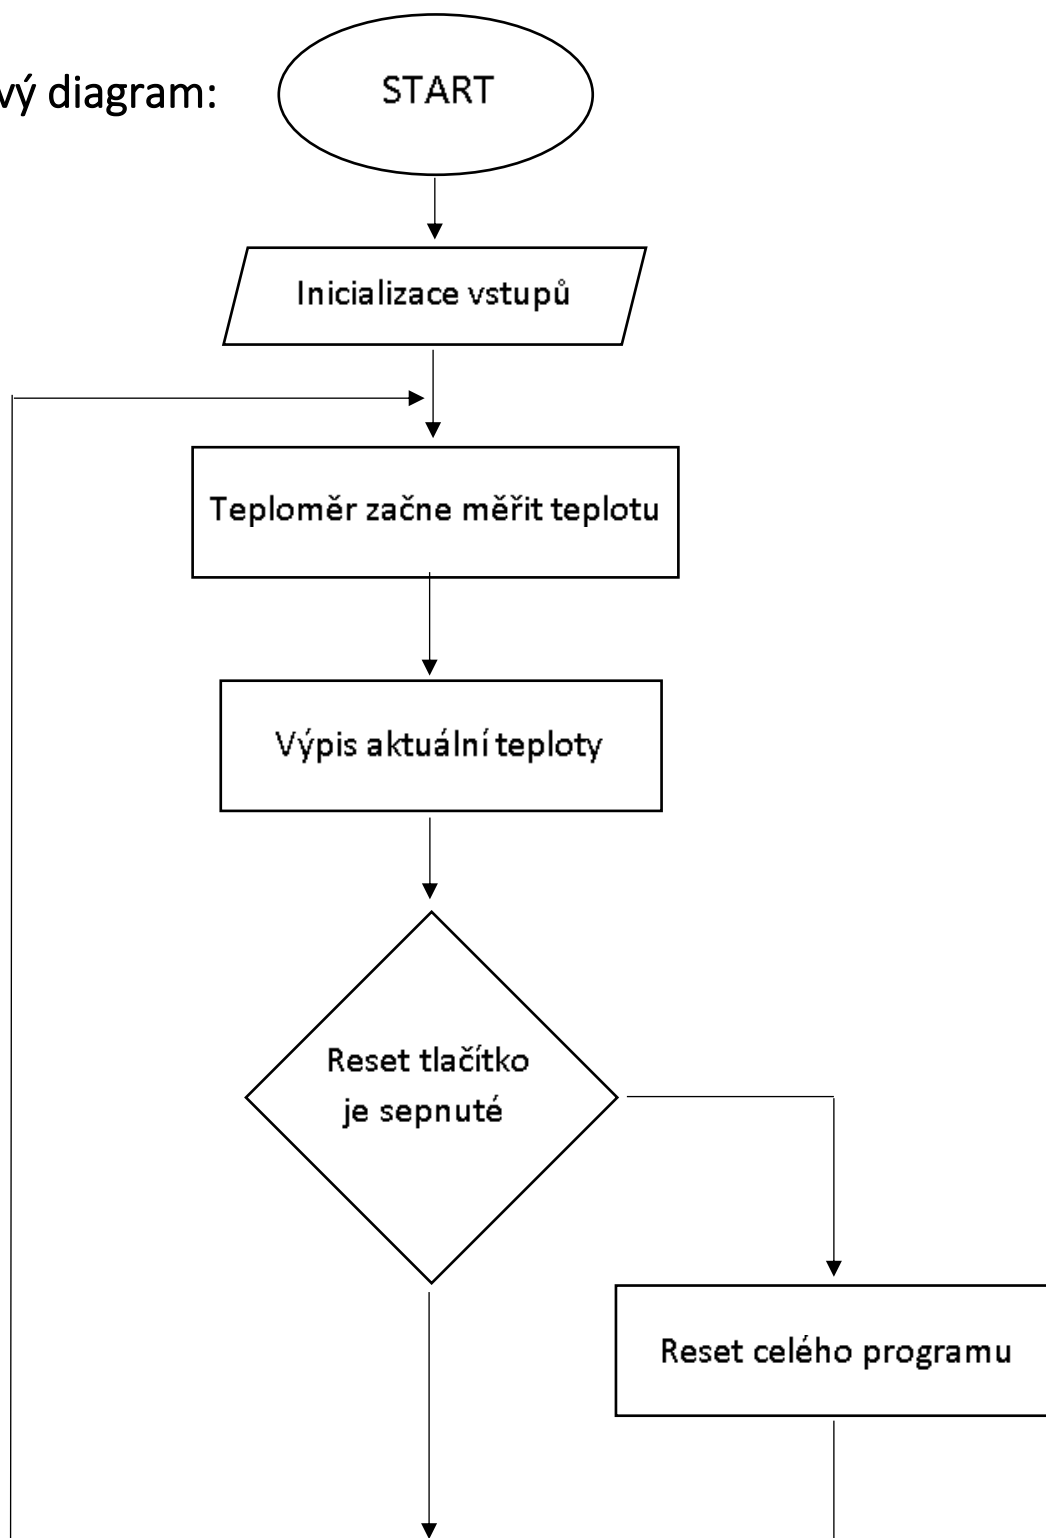 vý diagram:
START
Inicializace vstupů
Teploměr začne měřit teplotu
Výpis aktuální teploty
Reset tlačítko
je sepnuté
Reset celého programu